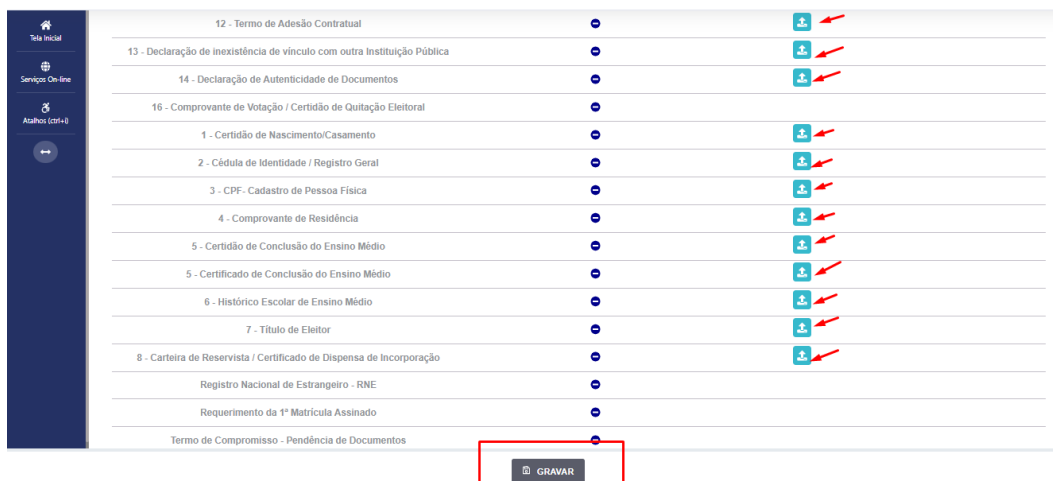 Tela Inicial
Serviços On-line
Atalhos (ctrl+i)
12 - Termo de Adesão Contratual
13 - Declaração de inexistência de vínculo com outra Instituição Pública
14 - Declaração de Autenticidade de Documentos
16 - Comprovante de Votação / Certidão de Quitação Eleitoral
1 - Certidão de Nascimento/Casamento
2 - Cédula de Identidade / Registro Geral
3 - CPF- Cadastro de Pessoa Física
4 - Comprovante de Residência
5 - Certidão de Conclusão do Ensino Médio
5 - Certificado de Conclusão do Ensino Médio
6 - Histórico Escolar de Ensino Médio
7 - Título de Eleitor
8 - Carteira de Reservista / Certificado de Dispensa de Incorporação
Registro Nacional de Estrangeiro - RNE
Requerimento da 1ª Matrícula Assinado
Termo de Compromisso - Pendência de Documentos
GRAVAR